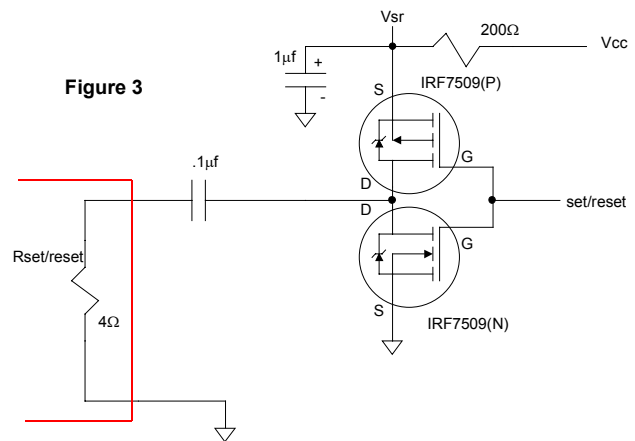 Vsr
200Ω
Vcc
1μf
+
-
Figure 3
S
IRF7509(P)
G
D
.1μf
D
set/reset
G
Rset/reset
4Ω
S
IRF7509(N)